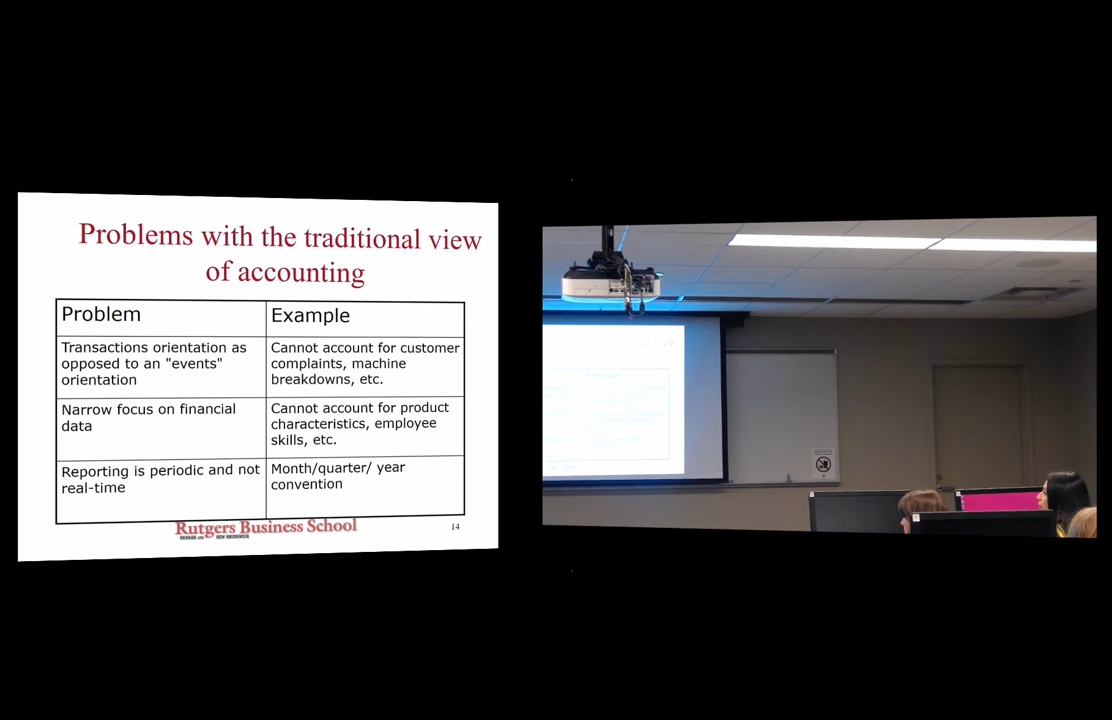 Problems with the traditional view
of accounting
Problem
Example
Transactions orientation as
opposed to an "events"
orientation
Cannot account for customer
complaints, machine
breakdowns, etc.
Narrow focus on financial
data
Cannot account for product
characteristics, employee
skills, etc.
Reporting is periodic and not
real-time
Month/quarter/ year
convention
Rutgers Business School
NEWARK AND NEW BRUNSWICK
14